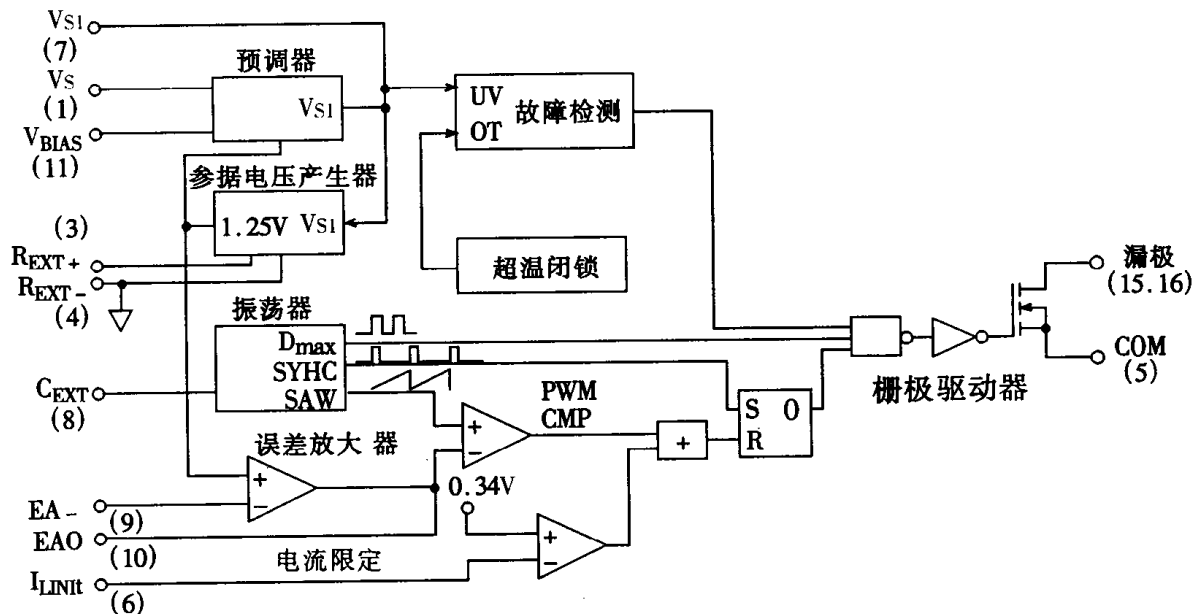 VS1
(7)
预调器
VS
(1)
VS1
VBIAS
(11)
UV 故障检测
OT
参据电压产生器
1.25V VS1
(3)
REXT+
REXT-
(4)
超温闭锁
漏极
(15.16)
COM
(5)
振荡器
Dmax
SYHC
SAW
CEXT
(8)
栅极驱动器
PWM
CMP
S O
R
+
+
-
误差放大 器
+
-
0.34V
EA-
(9)
EAO
(10)
电流限定
+
-
ILINIt
(6)